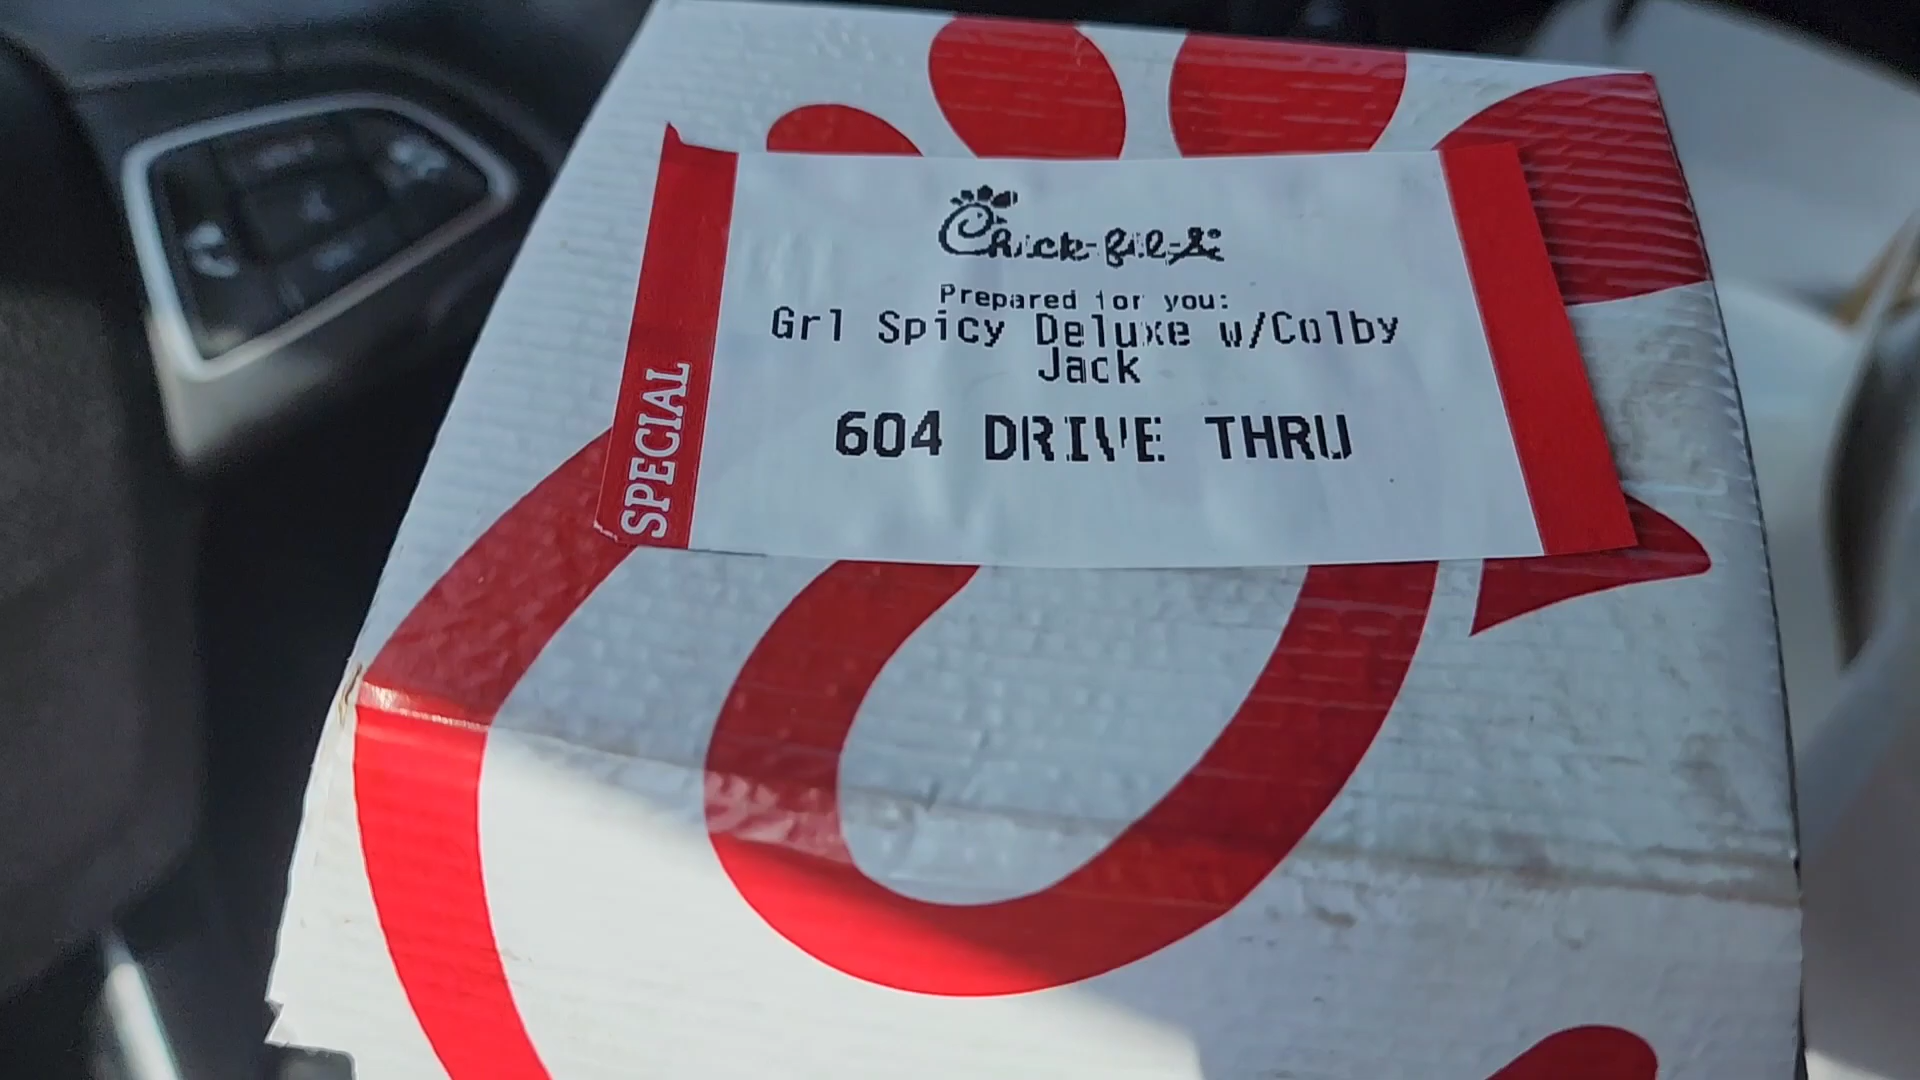 Chick-fil-A
Prepared for you:
Grl Spicy Deluxe w/Colby
Jack
604 DRIVE THRU
SPECIAL